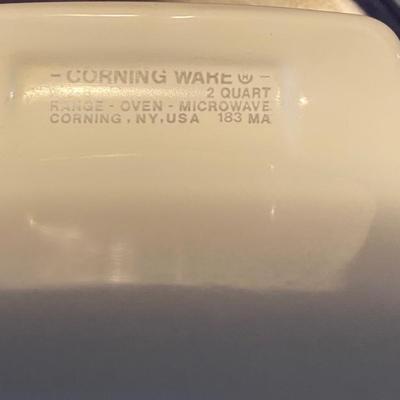 - CORNING WARE ⓦ -
2 QUART
RANGE - OVEN - MICROWAVE
CORNING, NY, USA 183 MA